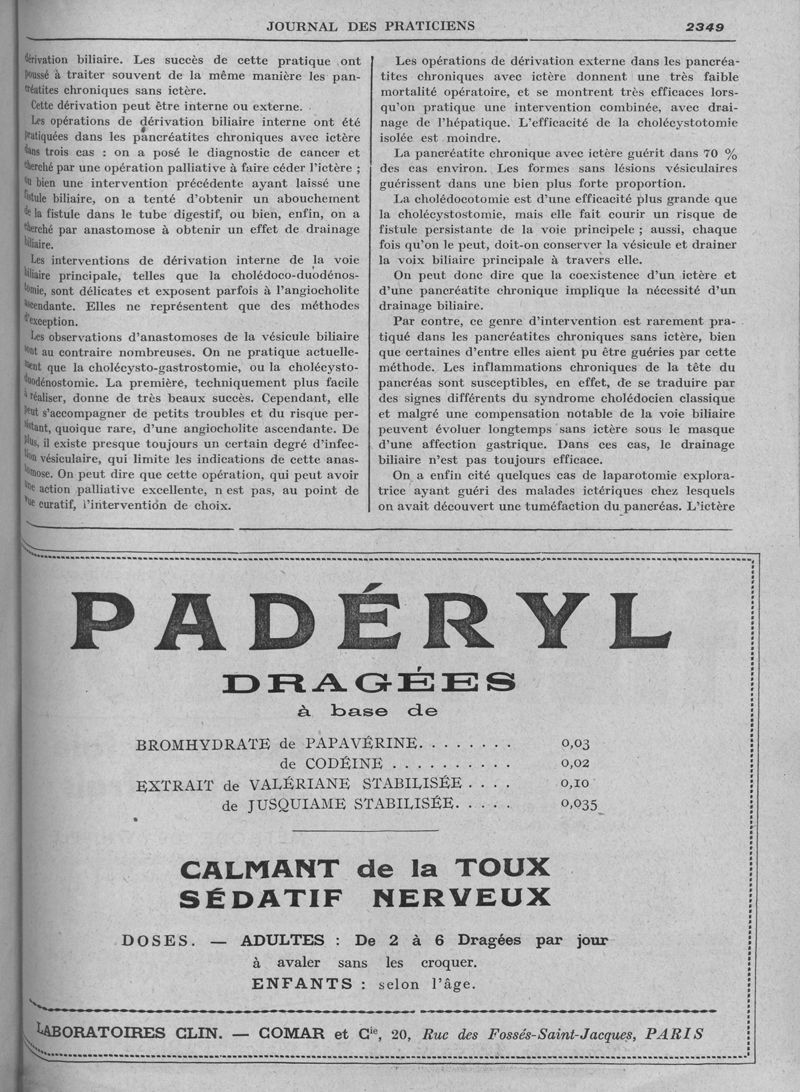 JOURNAL DES PRATICIENS 2349
dérivation biliaire. Les succès de cette pratique ont
poussé à traiter souvent de la même manière les pan-
créatites chroniques sans ictère.
Cette dérivation peut être interne ou externe.
Les opérations de dérivation biliaire interne ont été
pratiquées dans les pancréatites chroniques avec ictère
dans trois cas : on a posé le diagnostic de cancer et
cherché par une opération palliative à faire céder l'ictère ;
ou bien une intervention précédente ayant laissé une
fistule biliaire, on a tenté d'obtenir un abouchement
de la fistule dans le tube digestif, ou bien, enfin, on a
cherché par anastomose à obtenir un effet de drainage
biliaire.
Les interventions de dérivation interne de la voie
biliaire principale, telles que la cholédoco-duodénos-
tomie, sont délicates et exposent parfois à l'angiocholite
ascendante. Elles ne représentent que des méthodes
d'exception.
Les observations d'anastomoses de la vésicule biliaire
sont au contraire nombreuses. On ne pratique actuelle-
ment que la cholécysto-gastrostomie, ou la cholécysto-
duodénostomie. La première, techniquement plus facile
à réaliser, donne de très beaux succès. Cependant, elle
peut s'accompagner de petits troubles et du risque per-
sistant, quoique rare, d'une angiocholite ascendante. De
plus, il existe presque toujours un certain degré d'infec-
tion vésiculaire, qui limite les indications de cette anas-
tomose. On peut dire que cette opération, qui peut avoir
une action palliative excellente, n est pas, au point de
vue curatif, l'intervention de choix.
Les opérations de dérivation externe dans les pancréa-
tites chroniques avec ictère donnent une très faible
mortalité opératoire, et se montrent très efficaces lors-
qu'on pratique une intervention combinée, avec drai-
nage de l'hépatique. L'efficacité de la cholécystotomie
isolée est moindre.
La pancréatite chronique avec ictère guérit dans 70 %
des cas environ. Les formes sans lésions vésiculaires
guérissent dans une bien plus forte proportion.
La cholédocotomie est d'une efficacité plus grande que
la cholécystostomie, mais elle fait courir un risque de
fistule persistante de la voie principele ; aussi, chaque
fois qu'on le peut, doit-on conserver la vésicule et drainer
la voix biliaire principale à travers elle.
On peut donc dire que la coexistence d'un ictère et
d'une pancréatite chronique implique la nécessité d'un
drainage biliaire.
Par contre, ce genre d'intervention est rarement pra-
tiqué dans les pancréatites chroniques sans ictère, bien
que certaines d'entre elles aient pu être guéries par cette
méthode. Les inflammations chroniques de la tête du
pancréas sont susceptibles, en effet, de se traduire par
des signes différents du syndrome cholédocien classique
et malgré une compensation notable de la voie biliaire
peuvent évoluer longtemps sans ictère sous le masque
d'une affection gastrique. Dans ces cas, le drainage
biliaire n'est pas toujours efficace.
On a enfin cité quelques cas de laparotomie explora-
trice ayant guéri des malades ictériques chez lesquels
on avait découvert une tuméfaction du pancréas. L'ictère
PADÉRYL
DRAGÉES
à base de
BROMHYDRATE de PAPAVÉRINE........ 0,03
de CODÉINE .......... 0,02
EXTRAIT de VALÉRIANE STABILISÉE .... 0,10
de JUSQUIAME STABILISÉE..... 0,035
CALMANT de la TOUX
SÉDATIF NERVEUX
DOSES. — ADULTES : De 2 à 6 Dragées par jour
à avaler sans les croquer.
ENFANTS : selon l'âge.
LABORATOIRES CLIN. — COMAR et Cie, 20, Rue des Fossés-Saint-Jacques, PARIS